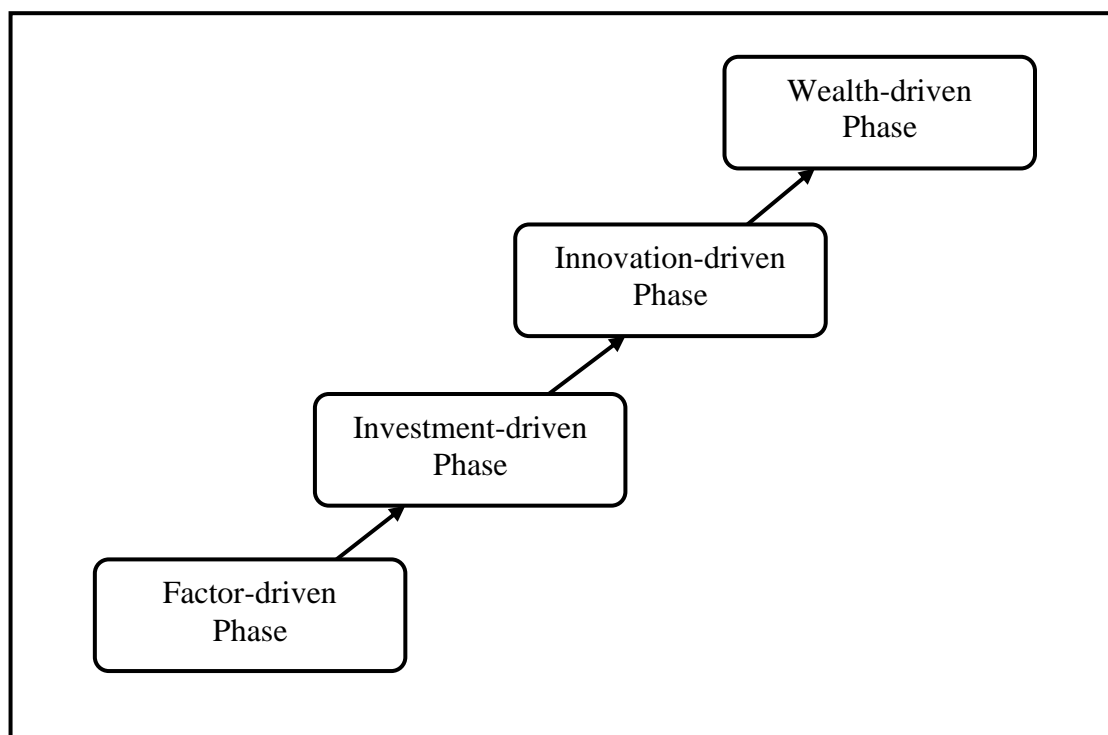 Wealth-driven
Phase
Innovation-driven
Phase
Investment-driven
Phase
Factor-driven
Phase